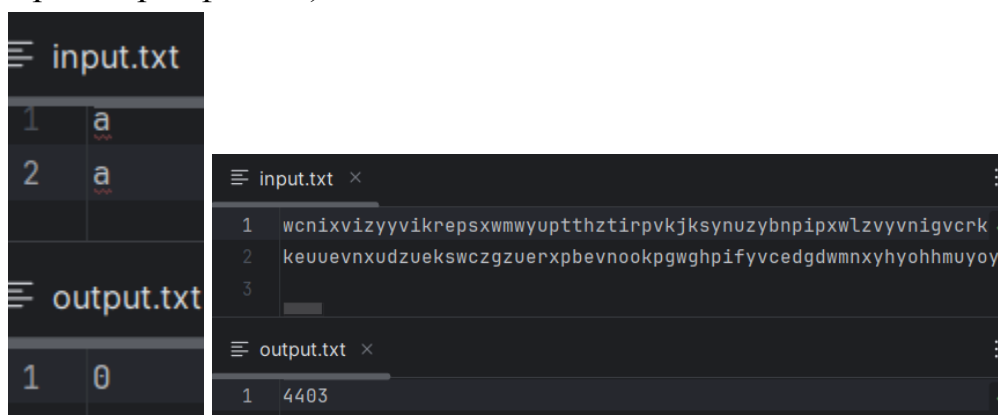 input.txt
1 a
2 a
output.txt
1 0
input.txt ×
1 wcnixvizyyvikrepsxwmwyuptthztirpvkjksynuzybnpipxwlzvyvnigvcrk
2 keuuevnxudzuekswczgzuerxpbevnookpgwghpifyvcedgdwmnxyhyohhmuyoy
3
output.txt ×
1 4403